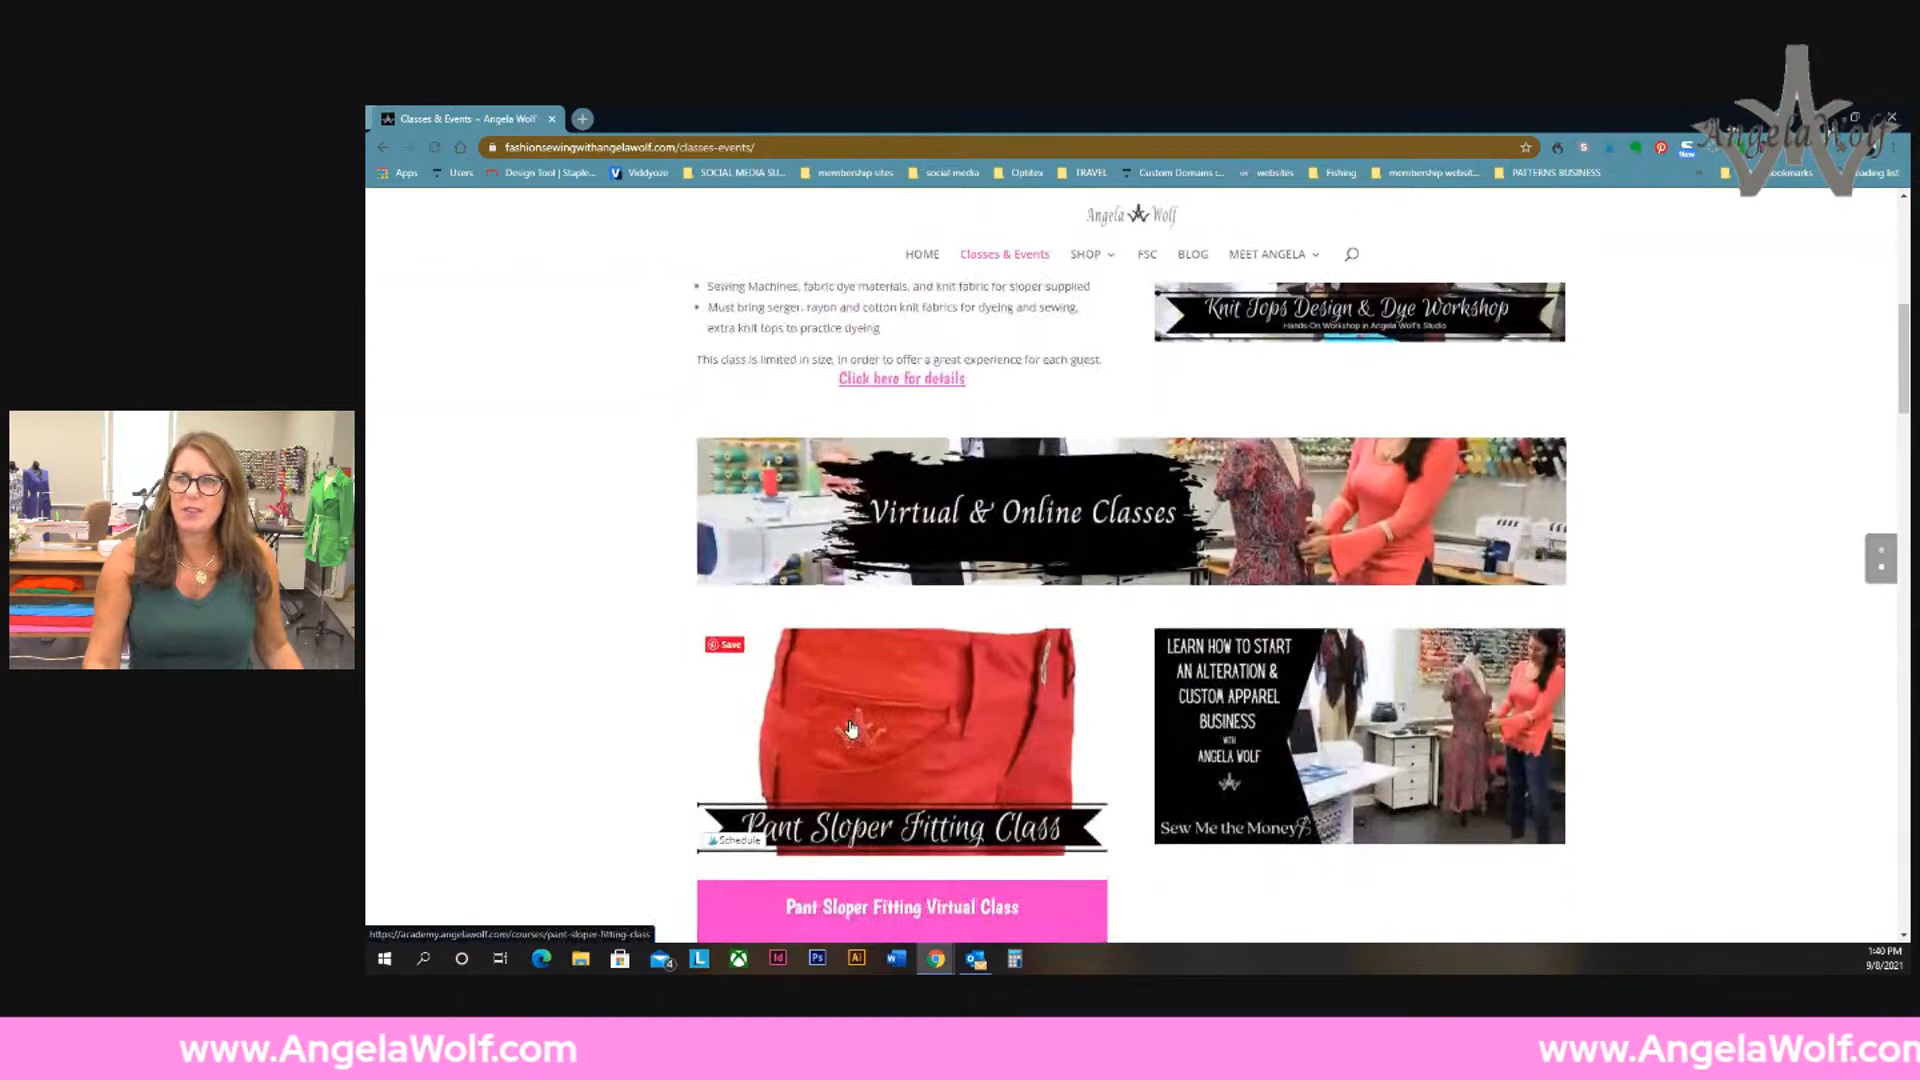 AngelaWolf
Classes & Events – Angela Wolf
fashionsewingwithangelawolf.com/classes-events/
Apps
Users
Design Tool | Staple...
Viddyoze
SOCIAL MEDIA SU...
membership sites
social media
Optitex
TRAVEL
Custom Domains :...
websites
Fishing
membership websit...
PATTERNS BUSINESS
Angela Wolf
HOME
Classes & Events
SHOP
FSC
BLOG
MEET ANGELA
Sewing Machines, fabric dye materials, and knit fabric for sloper supplied
Must bring serger, rayon and cotton knit fabrics for dyeing and sewing,
extra knit tops to practice dyeing
This class is limited in size, in order to offer a great experience for each guest.
Click here for details
Knit Tops Design & Dye Workshop
Hands-On Workshop in Angela Wolf's Studio
Virtual & Online Classes
Save
Pant Sloper Fitting Class
Schedule
LEARN HOW TO START
AN ALTERATION &
CUSTOM APPAREL
BUSINESS
WITH
ANGELA WOLF
Sew Me the Money
Pant Sloper Fitting Virtual Class
https://academy.angelawolf.com/courses/pant-sloper-fitting-class
1:40 PM
9/8/2021
www.AngelaWolf.com
www.AngelaWolf.com